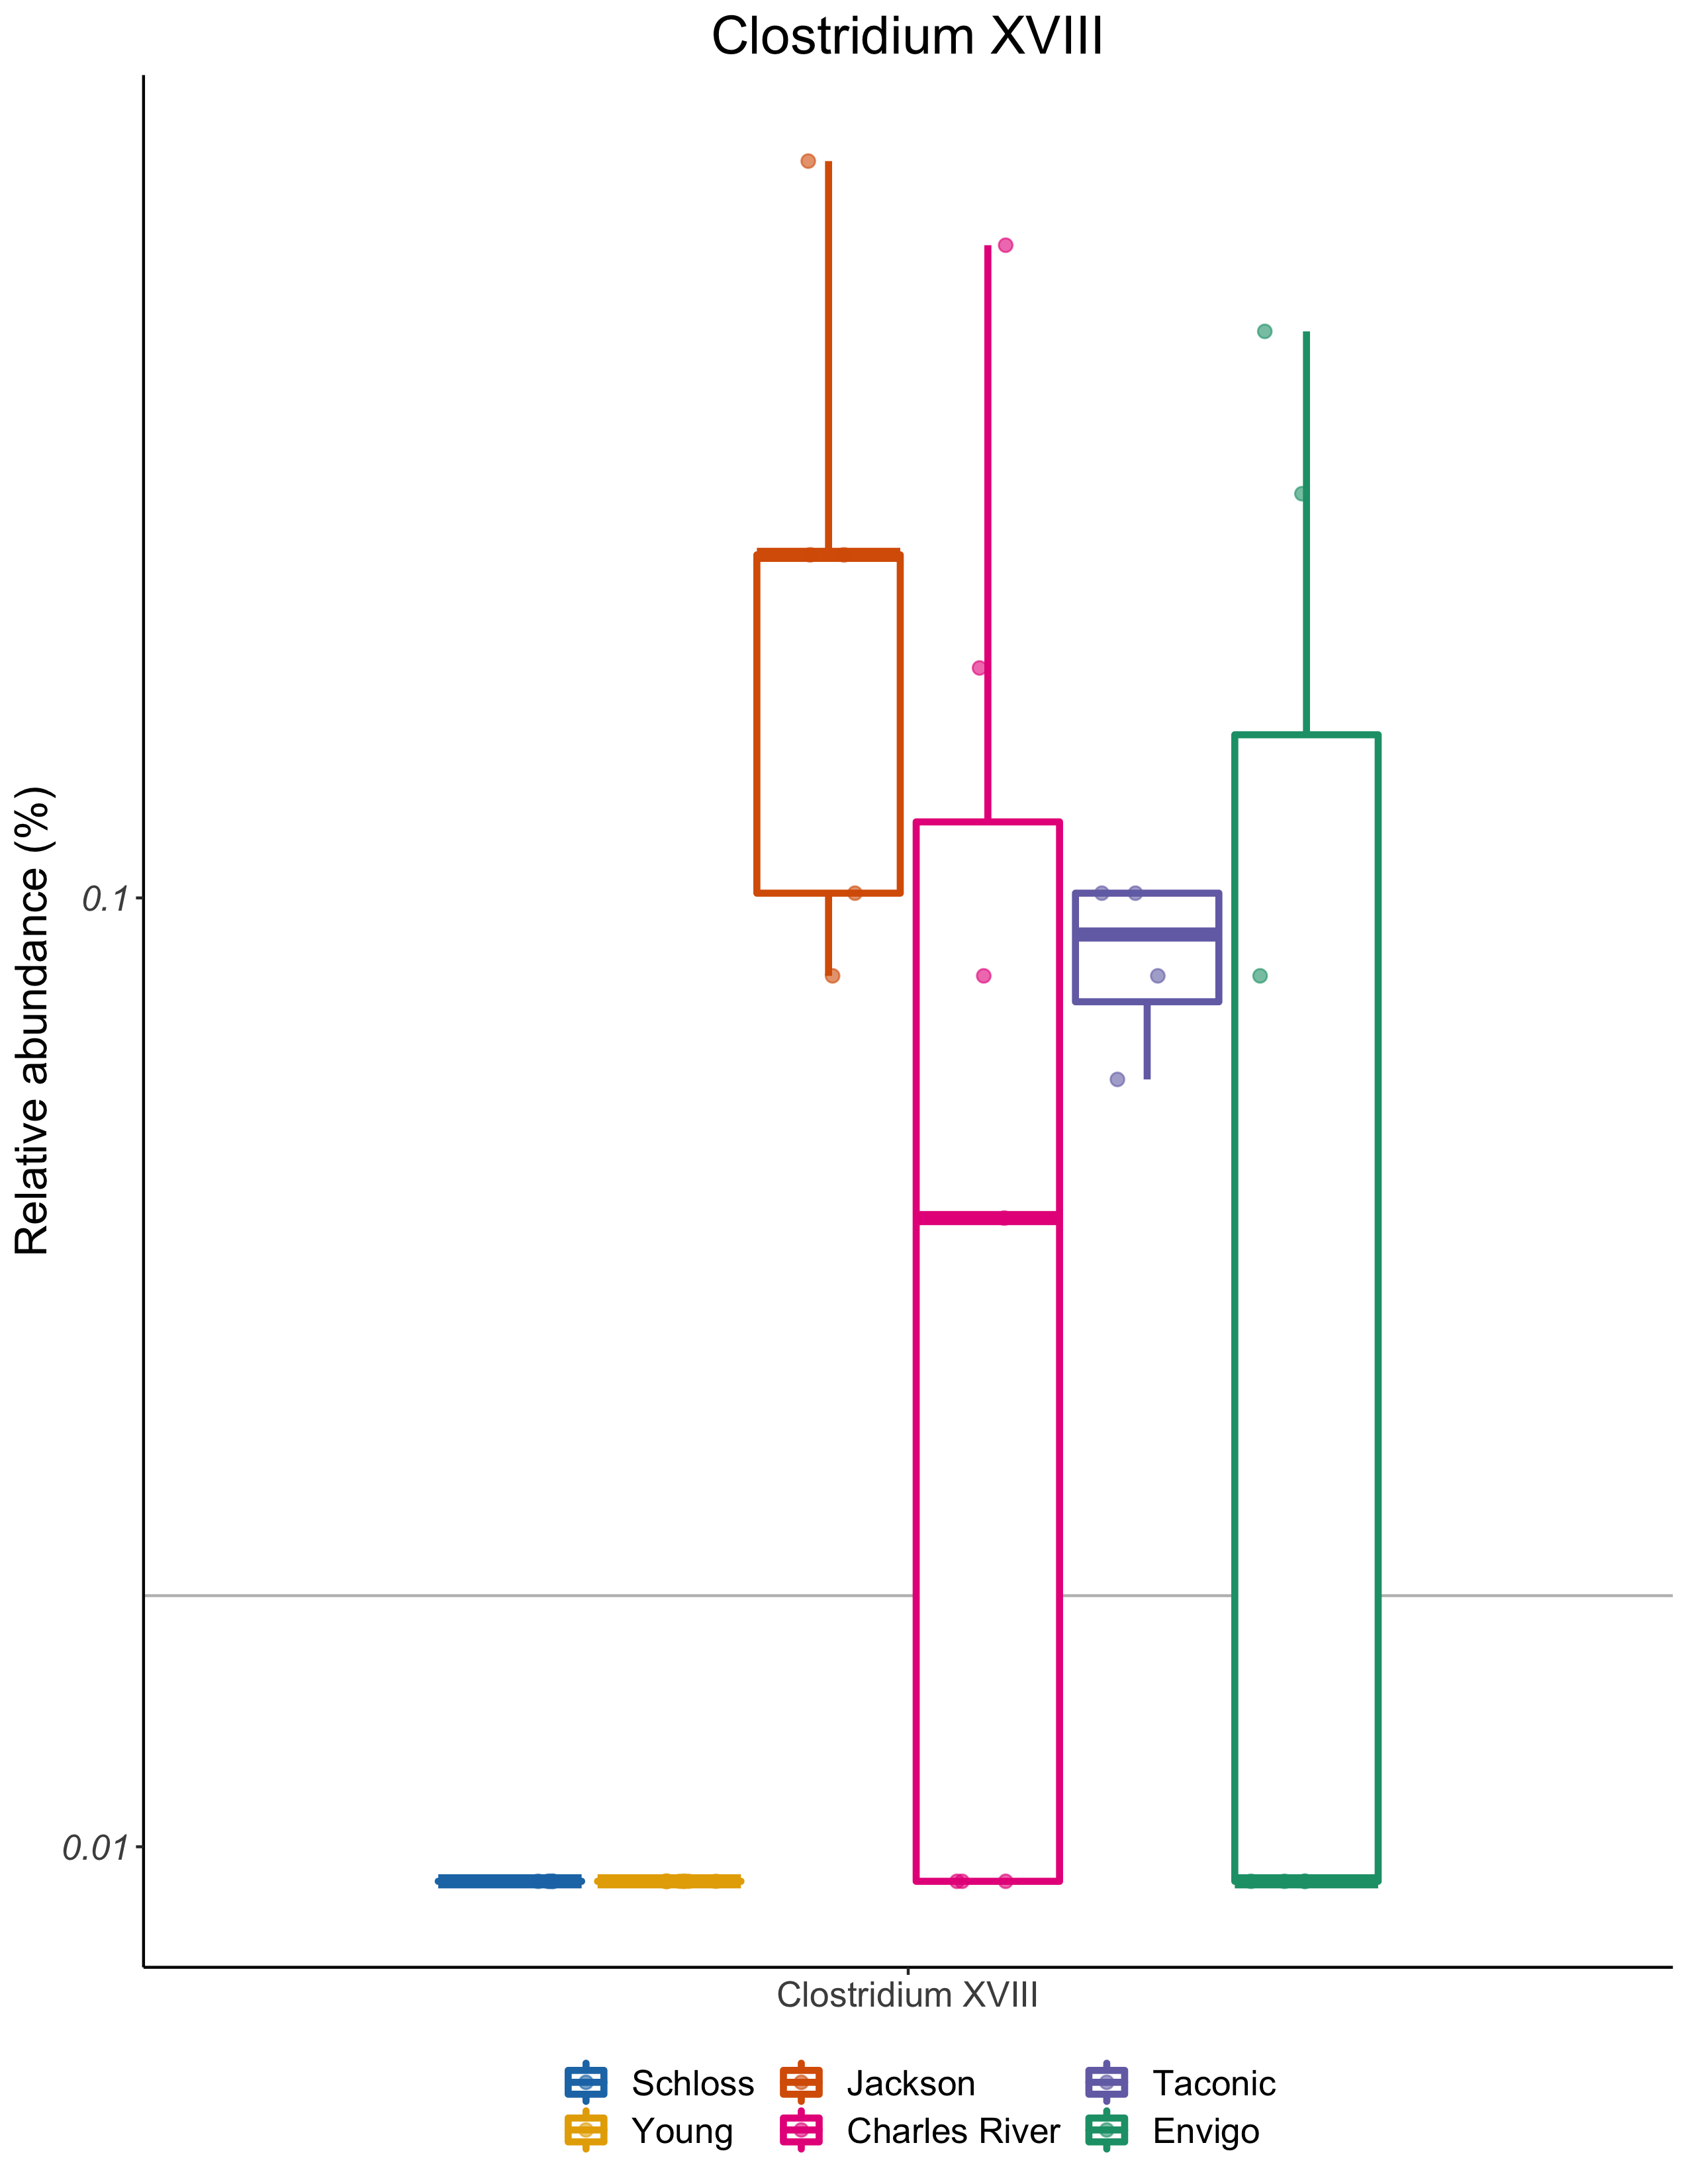 Clostridium XVIII
Relative abundance (%)
0.1
0.01
Clostridium XVIII
Schloss
Jackson
Taconic
Young
Charles River
Envigo